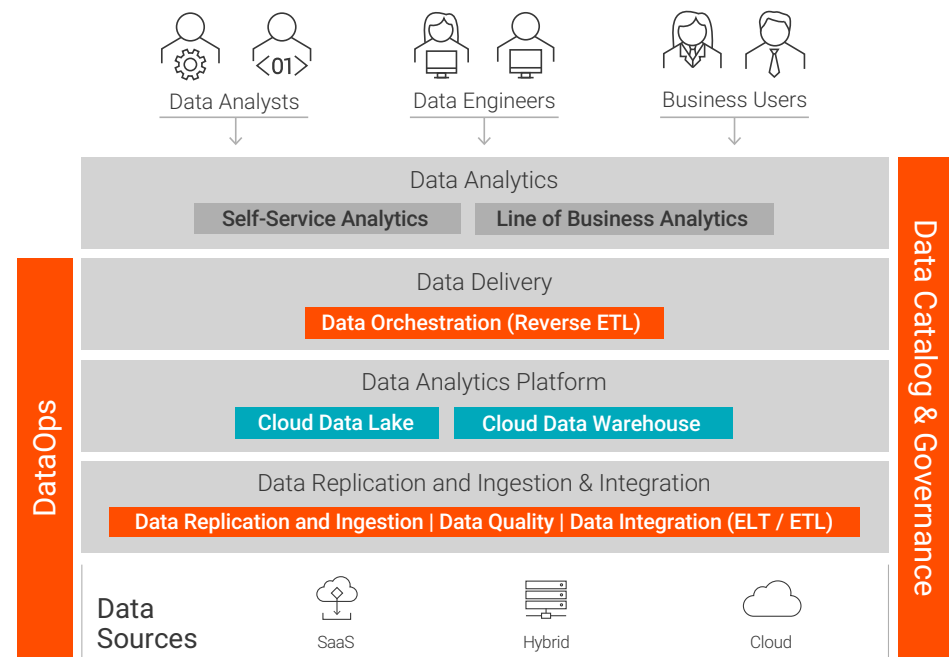 <01>
Data Analysts
Data Engineers
Business Users
Data Analytics
Self-Service Analytics
Line of Business Analytics
Data Delivery
Data Orchestration (Reverse ETL)
Data Analytics Platform
Cloud Data Lake
Cloud Data Warehouse
Data Replication and Ingestion & Integration
Data Replication and Ingestion | Data Quality | Data Integration (ELT / ETL)
Data
Sources
SaaS
Hybrid
Cloud
DataOps
Data Catalog & Governance